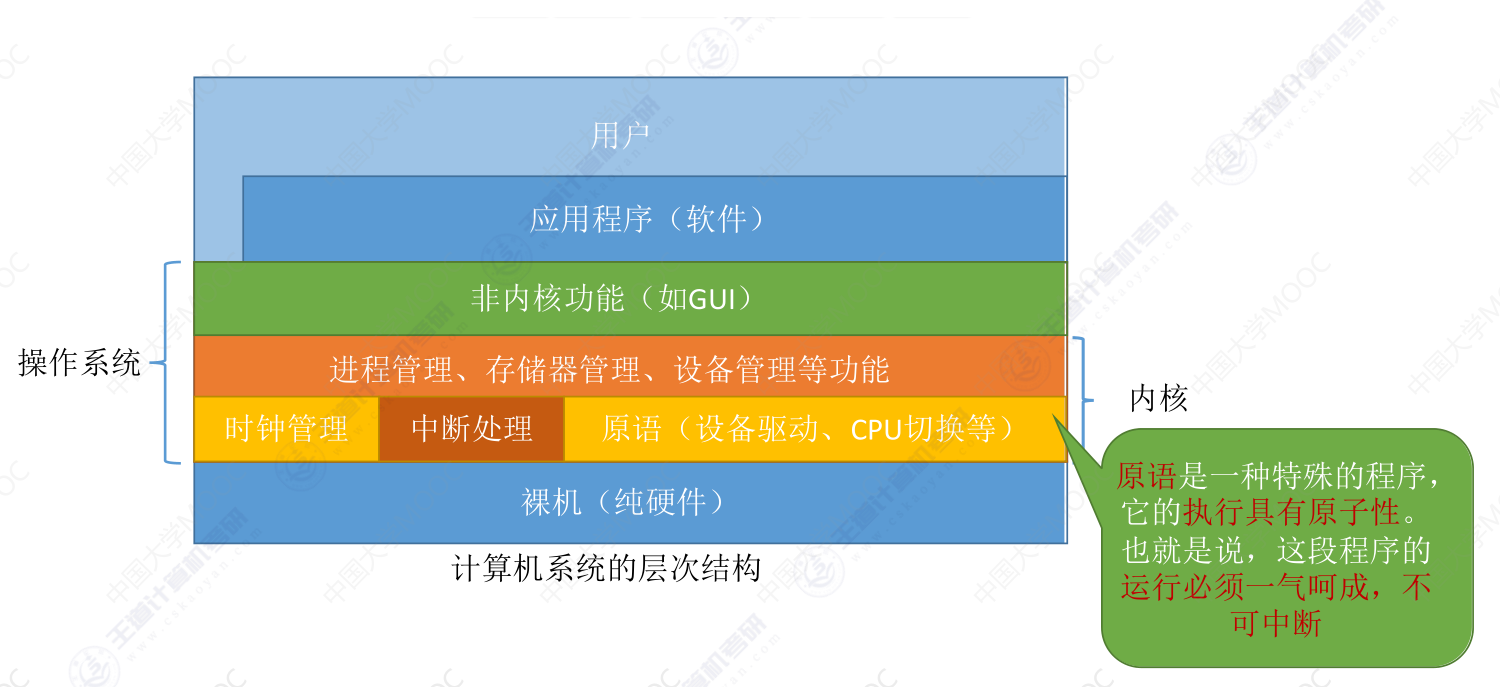 用户
应用程序（软件）
非内核功能（如GUI）
操作系统
进程管理、存储器管理、设备管理等功能
内核
时钟管理
中断处理
原语（设备驱动、CPU切换等）
原语是一种特殊的程序，
它的执行具有原子性。
也就是说，这段程序的
运行必须一气呵成，不
可中断
裸机（纯硬件）
计算机系统的层次结构
中国大学MOOC
王道计算机考研
www.cskaoyan.com